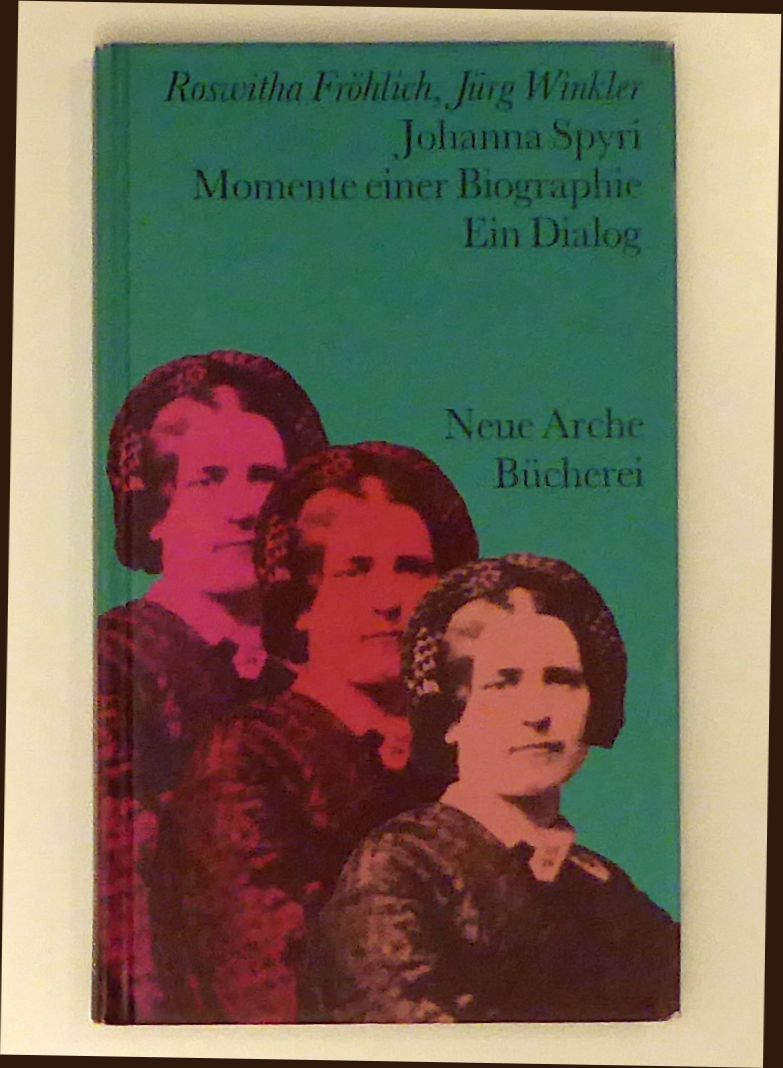 Roswitha Fröhlich, Jürg Winkler
Johanna Spyri
Momente einer Biographie
Ein Dialog
Neue Arche
Bücherei